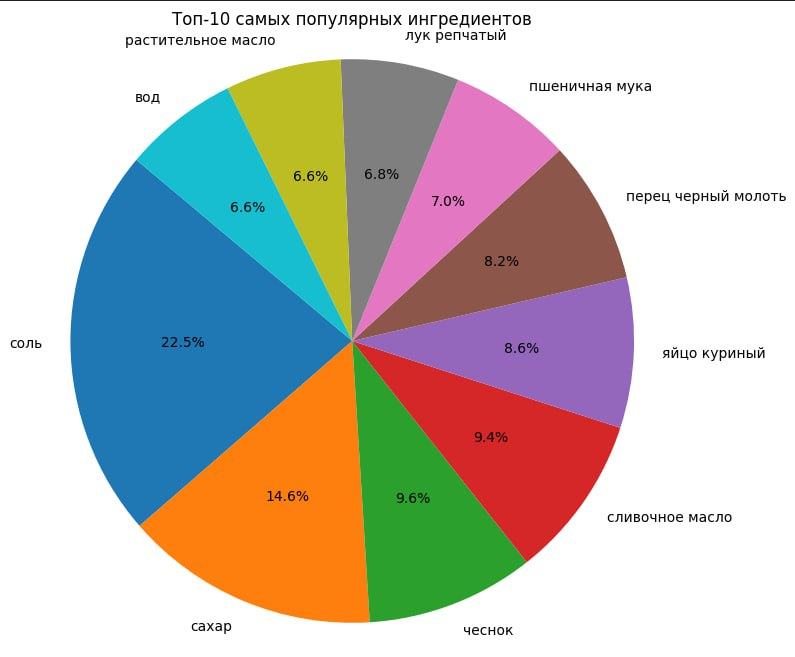 Топ-10 самых популярных ингредиентов
лук репчатый
растительное масло
пшеничная мука
вод
6.8%
6.6%
перец черный молоть
7.0%
6.6%
8.2%
соль
22.5%
8.6%
яйцо куриный
9.4%
14.6%
9.6%
сливочное масло
сахар
чеснок